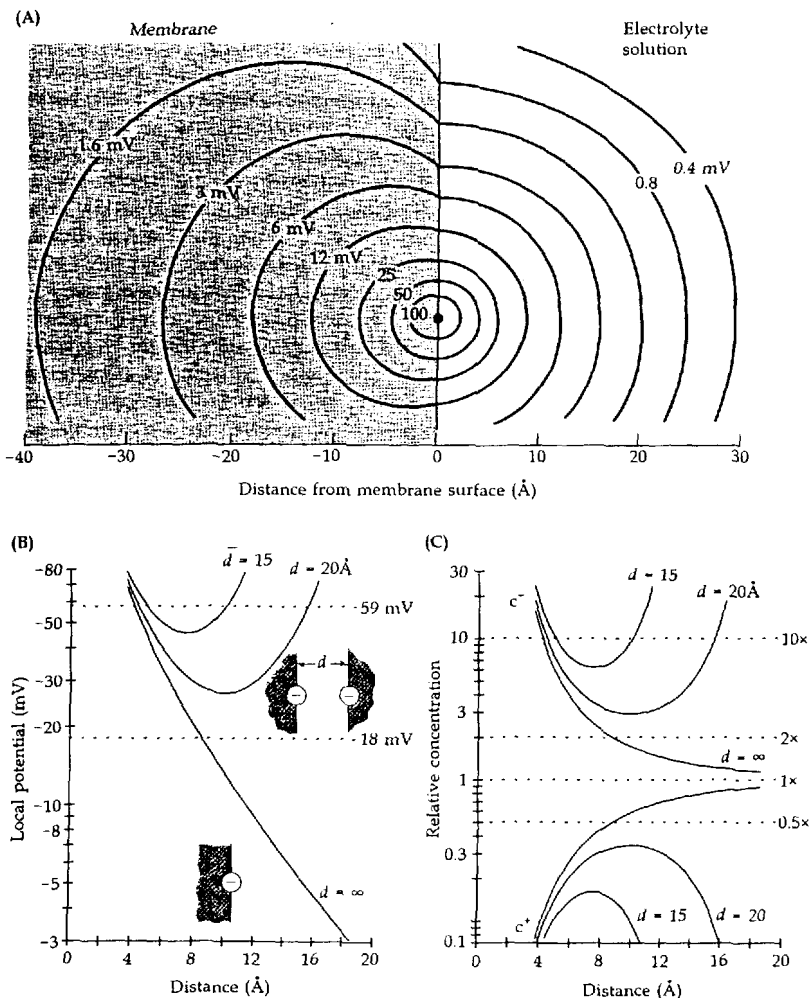 (A)
Membrane
Electrolyte
solution
1.6 mV
3 mV
6 mV
12 mV
25
50
100
0.8
0.4 mV
-40 -30 -20 -10 0 10 20 30
Distance from membrane surface (Å)
(B)
d̄ = 15
d = 20Å
-80
-50
-30
-20
-10
-8
-5
-3
59 mV
d
−
−
18 mV
−
d = ∞
Local potential (mV)
0 4 8 12 16 20
Distance (Å)
(C)
30
10
3
1
0.3
0.1
c⁻
d = 15
d = 20Å
10×
2×
d = ∞
1×
0.5×
c⁺
d = 15
d = 20
Relative concentration
0 4 8 12 16 20
Distance (Å)